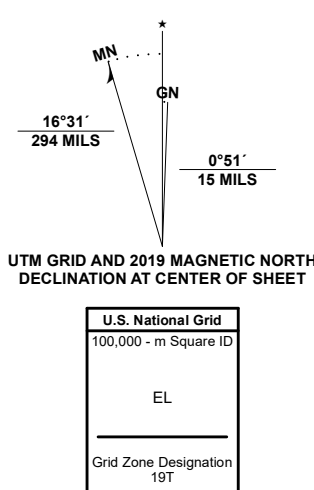 ★
MN
GN
16°31´
294 MILS
0°51´
15 MILS
UTM GRID AND 2019 MAGNETIC NORTH
DECLINATION AT CENTER OF SHEET
U.S. National Grid
100,000 - m Square ID
EL
Grid Zone Designation
19T